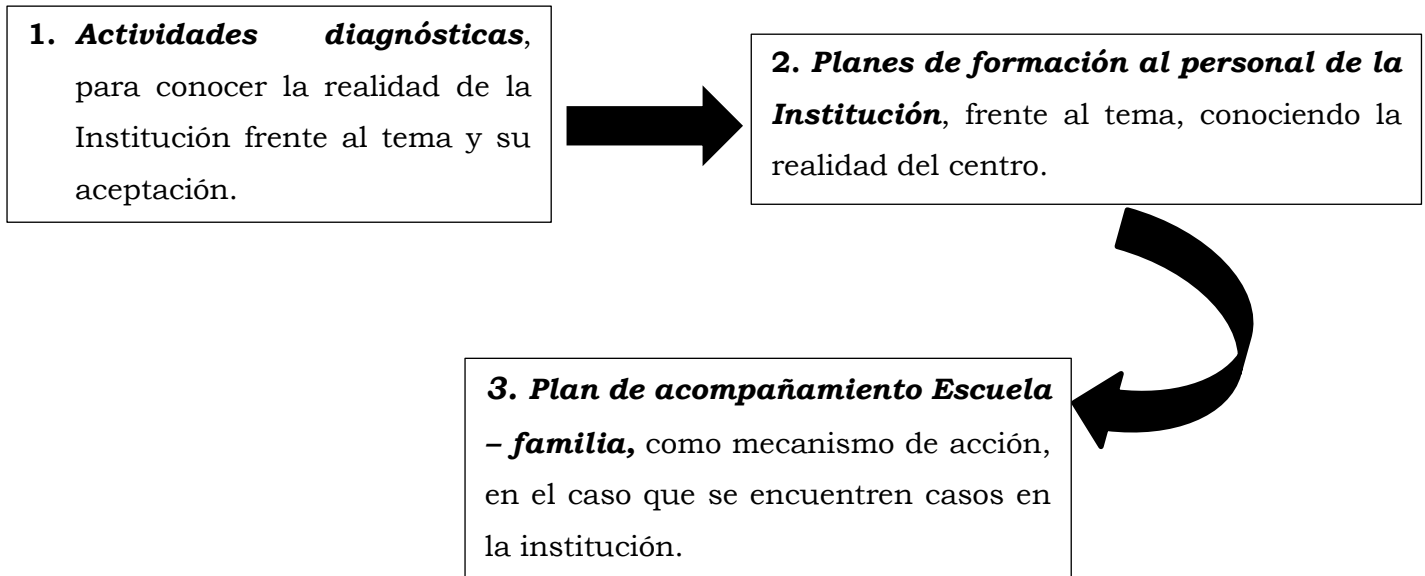 1. Actividades diagnósticas,
para conocer la realidad de la
Institución frente al tema y su
aceptación.
2. Planes de formación al personal de la
Institución, frente al tema, conociendo la
realidad del centro.
3. Plan de acompañamiento Escuela
– familia, como mecanismo de acción,
en el caso que se encuentren casos en
la institución.